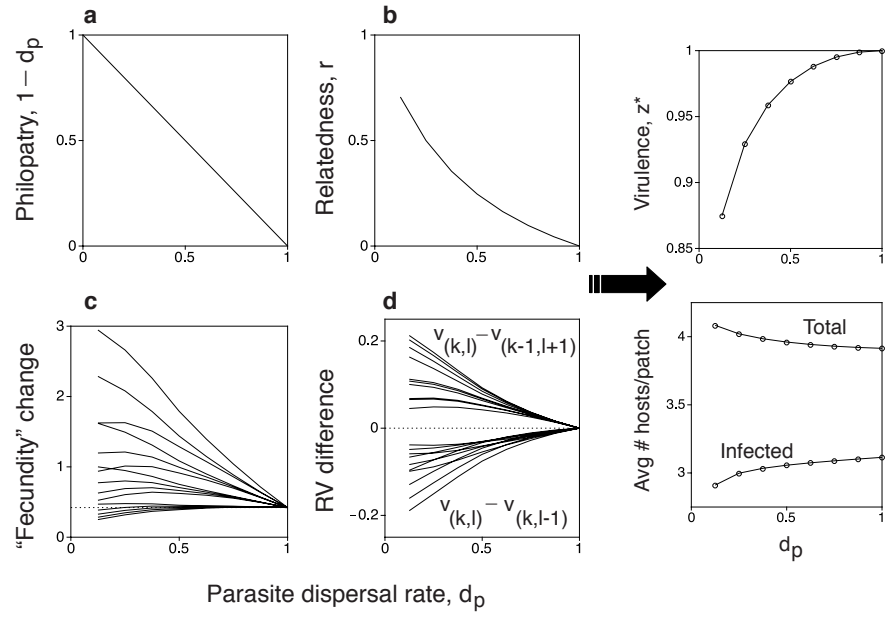 a
Philopatry, 1 − dp
1
0.5
0
0
0.5
1
b
Relatedness, r
1
0.5
0
0
0.5
1
Virulence, z*
1
0.95
0.9
0.85
0
0.5
1
c
"Fecundity" change
3
2
1
0
0.5
1
d
RV difference
0.2
0
−0.2
v(k,l) − v(k-1,l+1)
v(k,l) − v(k,l-1)
0
0.5
1
Avg # hosts/patch
4
3.5
3
Total
Infected
0
0.5
1
dp
Parasite dispersal rate, dp